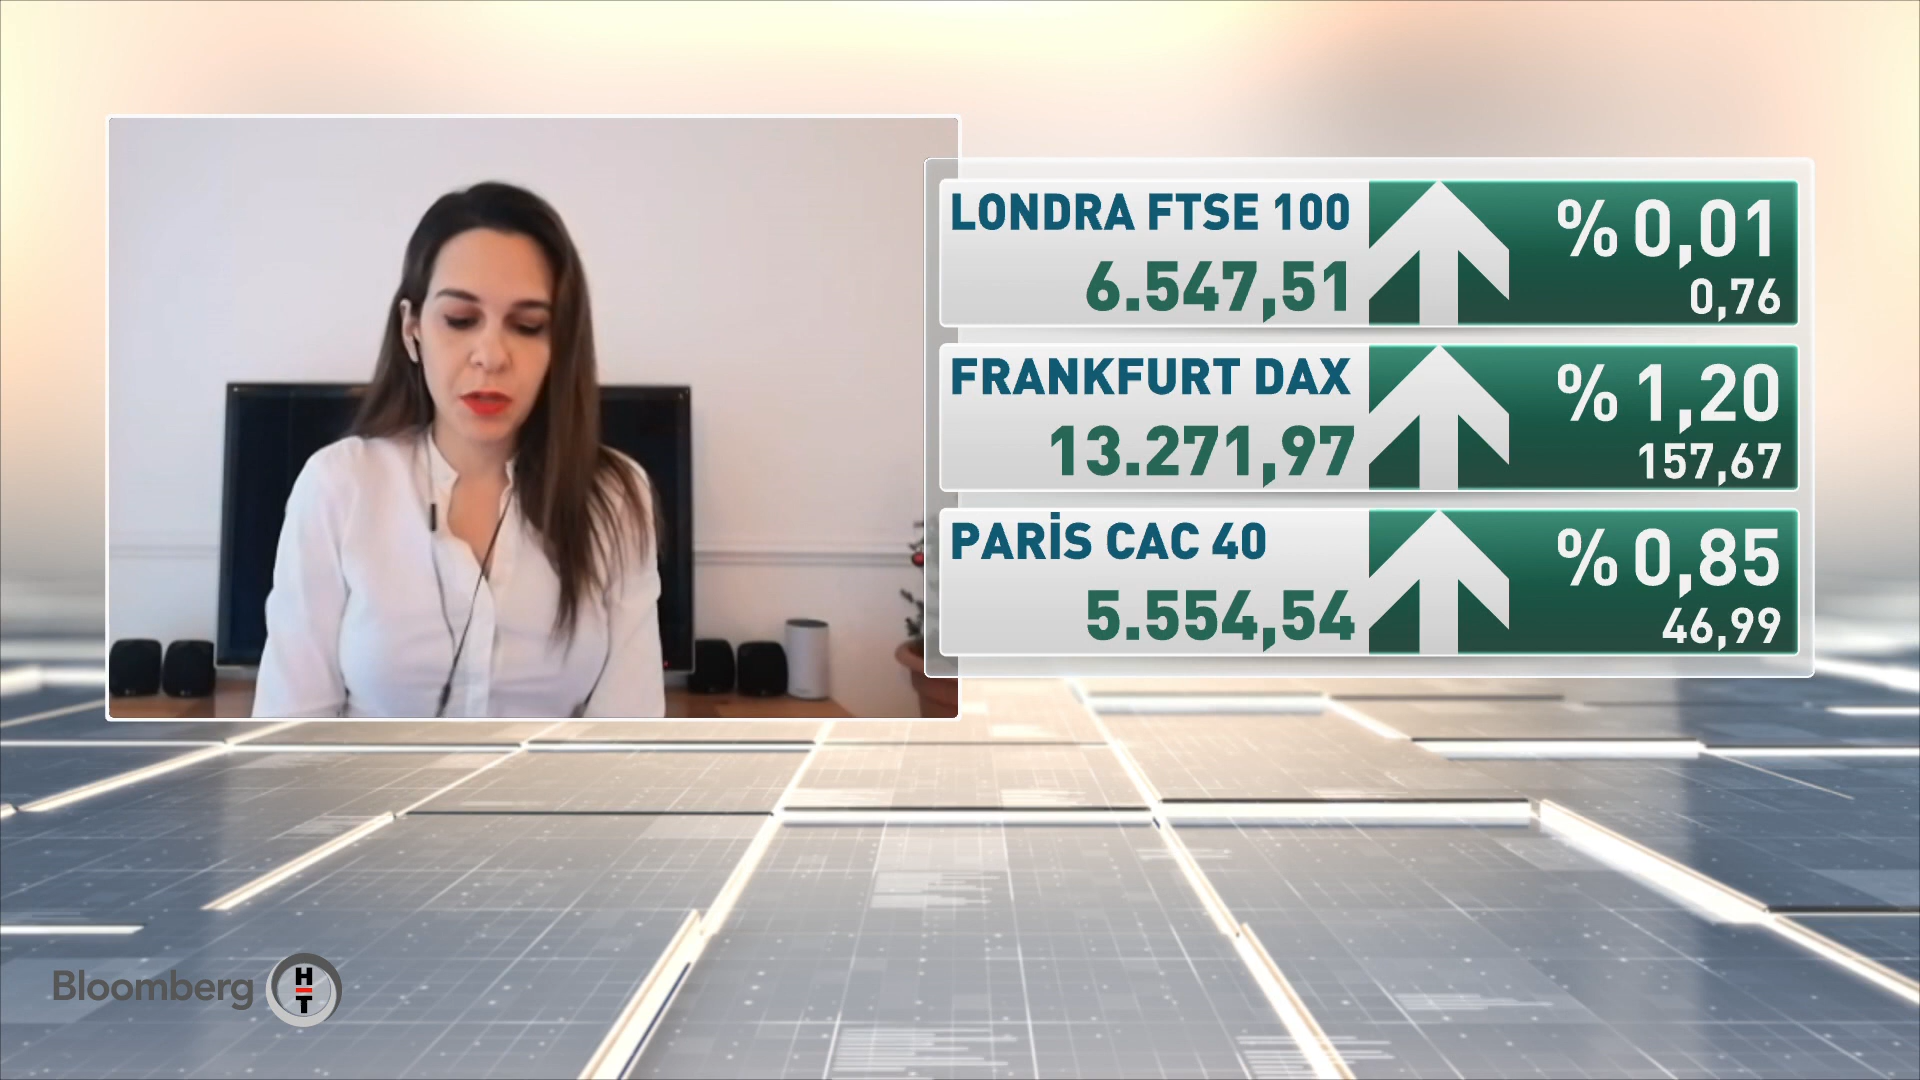 LONDRA FTSE 100
6.547,51
% 0,01
0,76
FRANKFURT DAX
13.271,97
% 1,20
157,67
PARİS CAC 40
5.554,54
% 0,85
46,99
Bloomberg HT